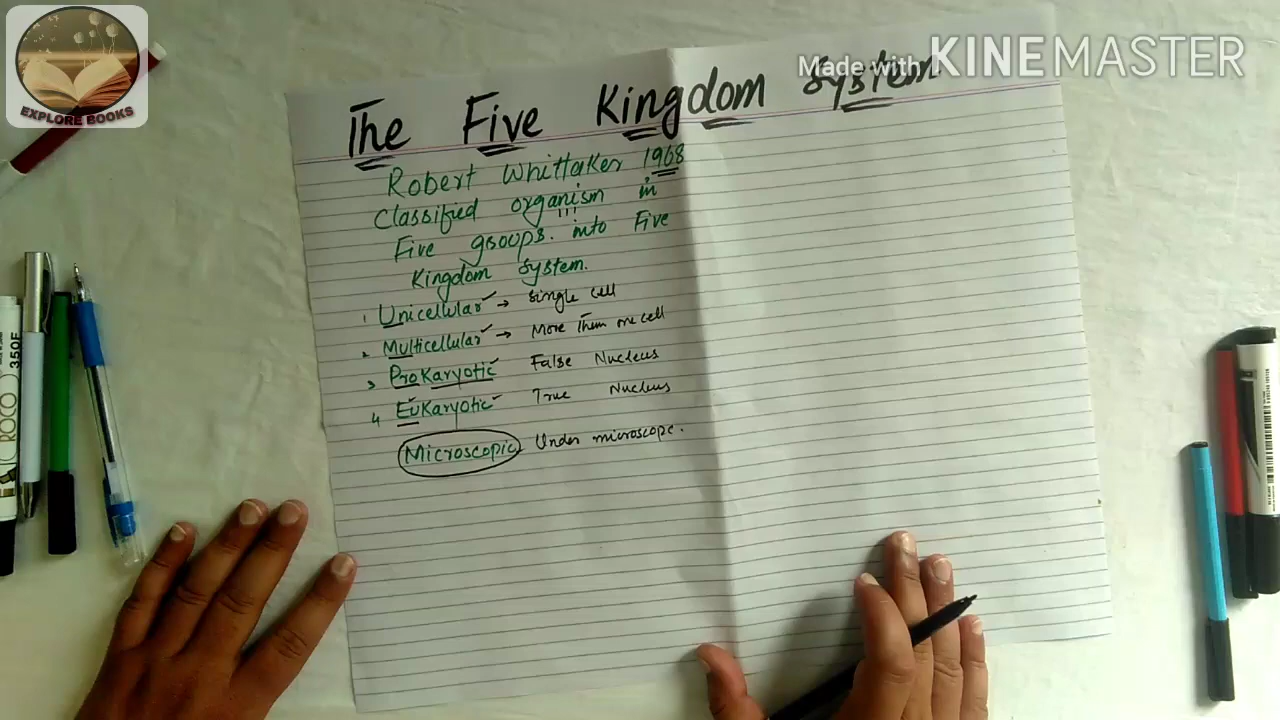 EXPLORE BOOKS
Made with KINEMASTER
The Five Kingdom System
Robert Whittaker 1968
Classified organism in
Five groops. into Five
Kingdom System.
1 Unicellular → Single cell
2 Multicellular → More Them one cell
3 Prokaryotic False Nucleus
4 Eukaryotic True Nucleus
Microscopic Under microscope.
350F